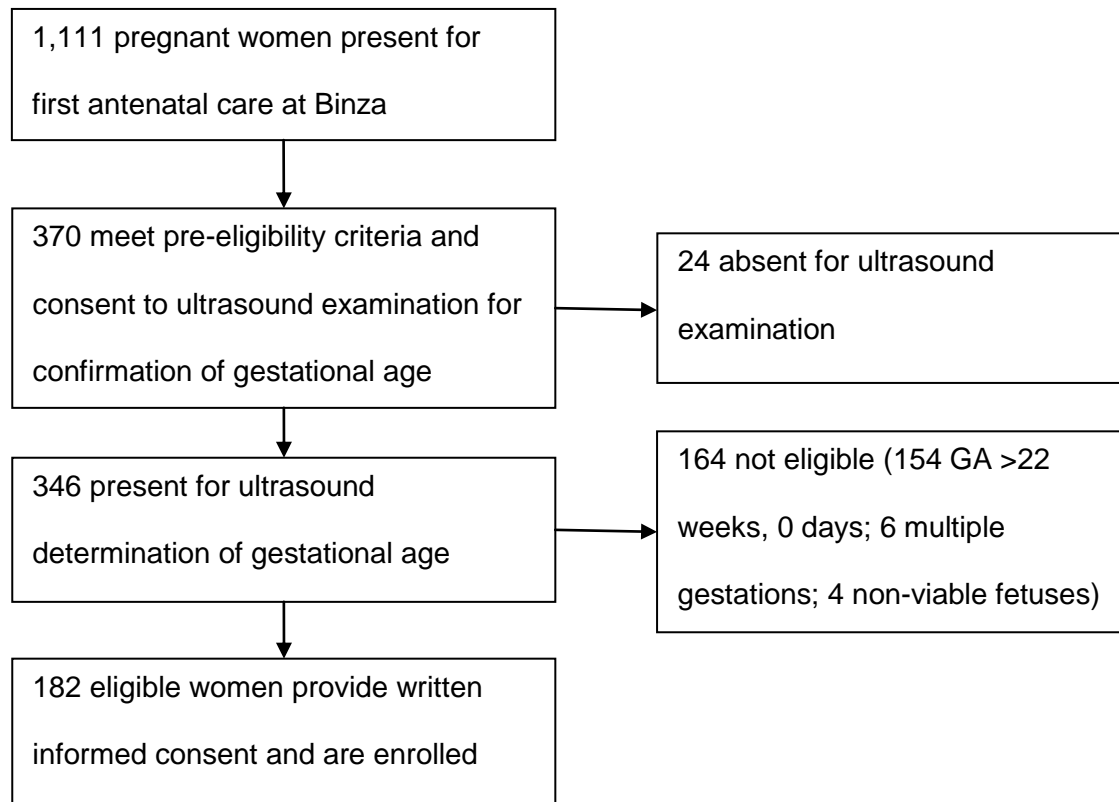 1,111 pregnant women present for
first antenatal care at Binza
370 meet pre-eligibility criteria and
consent to ultrasound examination for
confirmation of gestational age
24 absent for ultrasound
examination
346 present for ultrasound
determination of gestational age
164 not eligible (154 GA >22
weeks, 0 days; 6 multiple
gestations; 4 non-viable fetuses)
182 eligible women provide written
informed consent and are enrolled